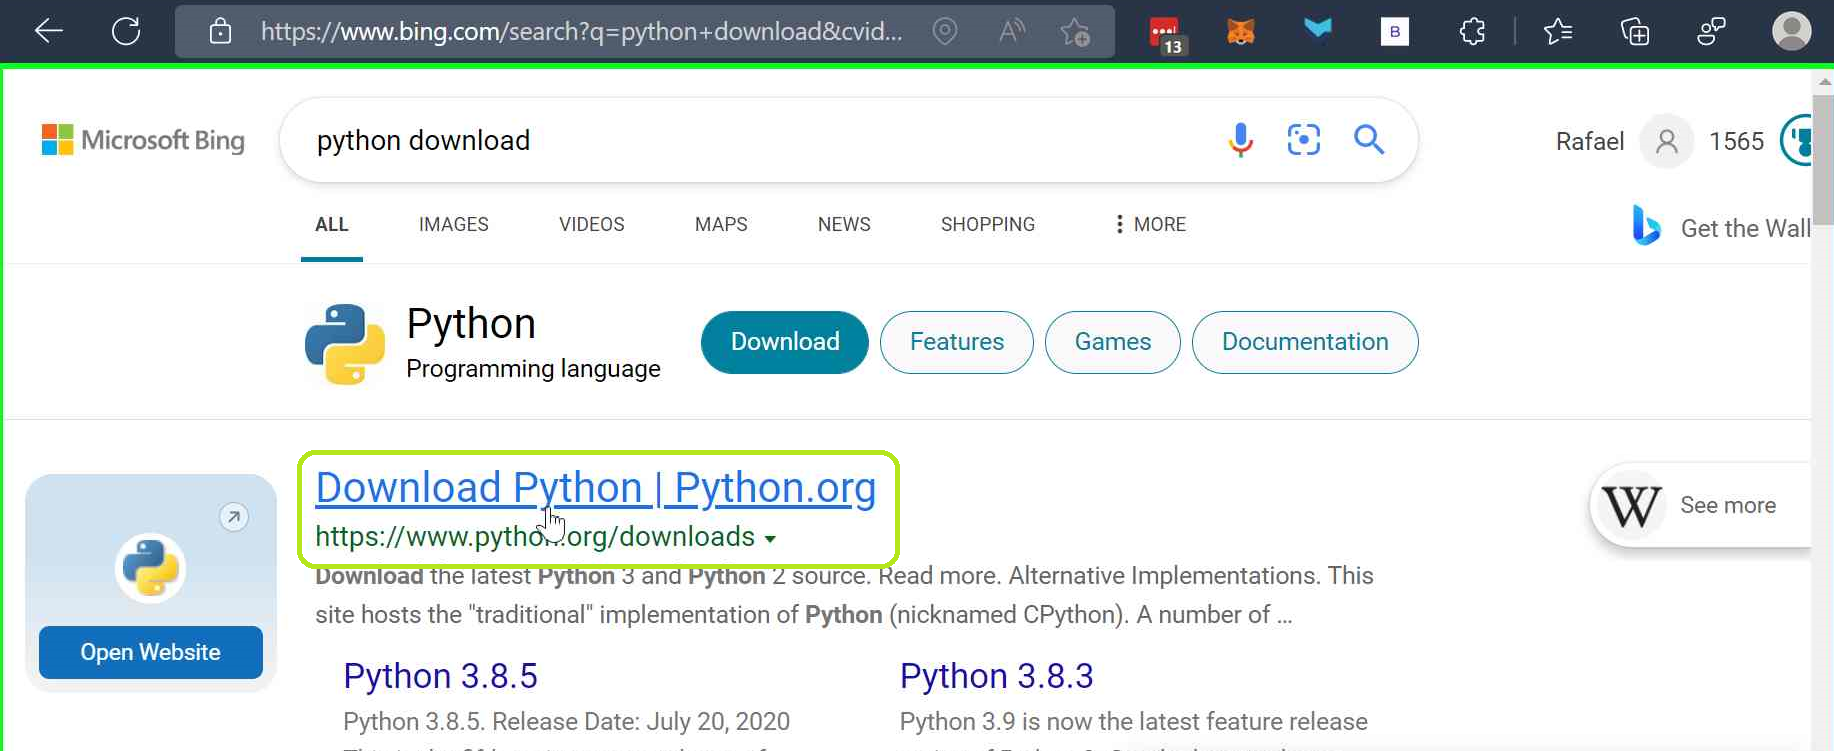 https://www.bing.com/search?q=python+download&cvid...
13
B
Microsoft Bing
python download
Rafael
1565
ALL
IMAGES
VIDEOS
MAPS
NEWS
SHOPPING
MORE
Get the Wall
Python
Programming language
Download
Features
Games
Documentation
Download Python | Python.org
https://www.python.org/downloads
Download the latest Python 3 and Python 2 source. Read more. Alternative Implementations. This
site hosts the "traditional" implementation of Python (nicknamed CPython). A number of ...
W
See more
Open Website
Python 3.8.5
Python 3.8.5. Release Date: July 20, 2020
Python 3.8.3
Python 3.9 is now the latest feature release